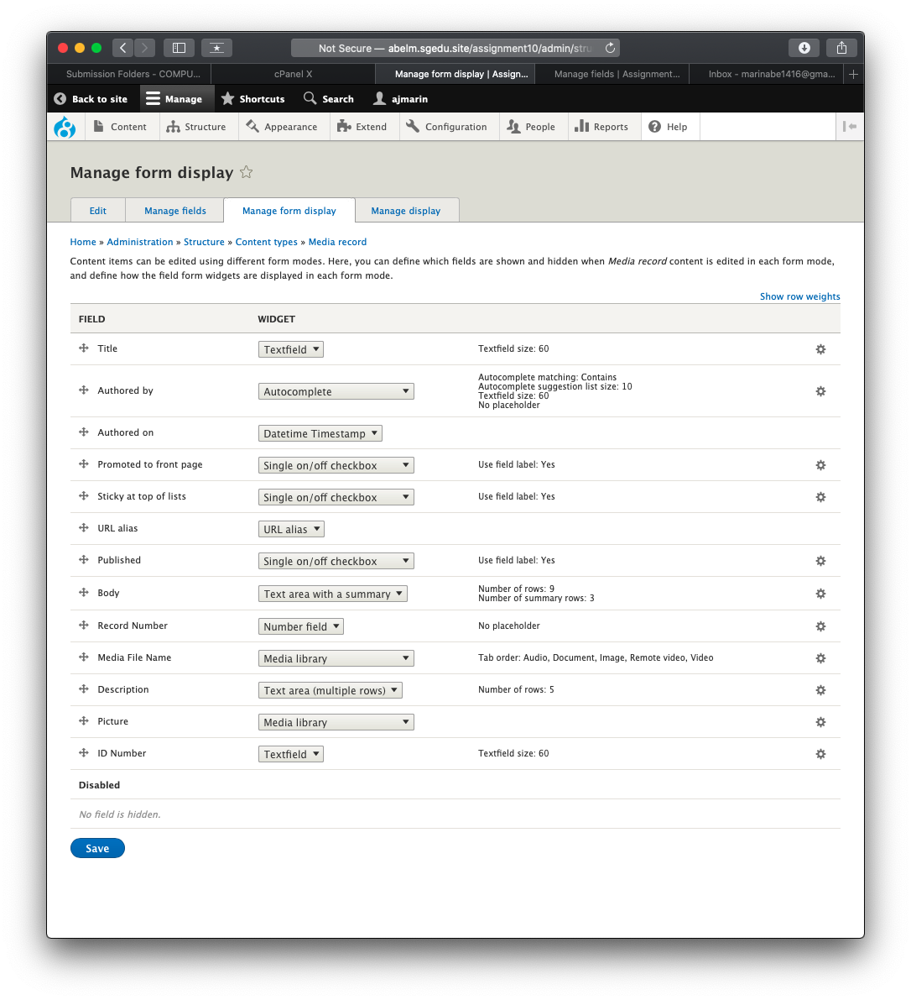 Not Secure — abelm.sgedu.site/assignment10/admin/stru
Submission Folders - COMPU... cPanel X Manage form display | Assign... Manage fields | Assignment... Inbox - marinabe1416@gma...
Back to site Manage Shortcuts Search ajmarin
Content Structure Appearance Extend Configuration People Reports Help
Manage form display
Edit Manage fields Manage form display Manage display
Home » Administration » Structure » Content types » Media record
Content items can be edited using different form modes. Here, you can define which fields are shown and hidden when Media record content is edited in each form mode,
and define how the field form widgets are displayed in each form mode.
Show row weights
FIELD WIDGET
Title Textfield Textfield size: 60
Authored by Autocomplete Autocomplete matching: Contains
Autocomplete suggestion list size: 10
Textfield size: 60
No placeholder
Authored on Datetime Timestamp
Promoted to front page Single on/off checkbox Use field label: Yes
Sticky at top of lists Single on/off checkbox Use field label: Yes
URL alias URL alias
Published Single on/off checkbox Use field label: Yes
Body Text area with a summary Number of rows: 9
Number of summary rows: 3
Record Number Number field No placeholder
Media File Name Media library Tab order: Audio, Document, Image, Remote video, Video
Description Text area (multiple rows) Number of rows: 5
Picture Media library
ID Number Textfield Textfield size: 60
Disabled
No field is hidden.
Save